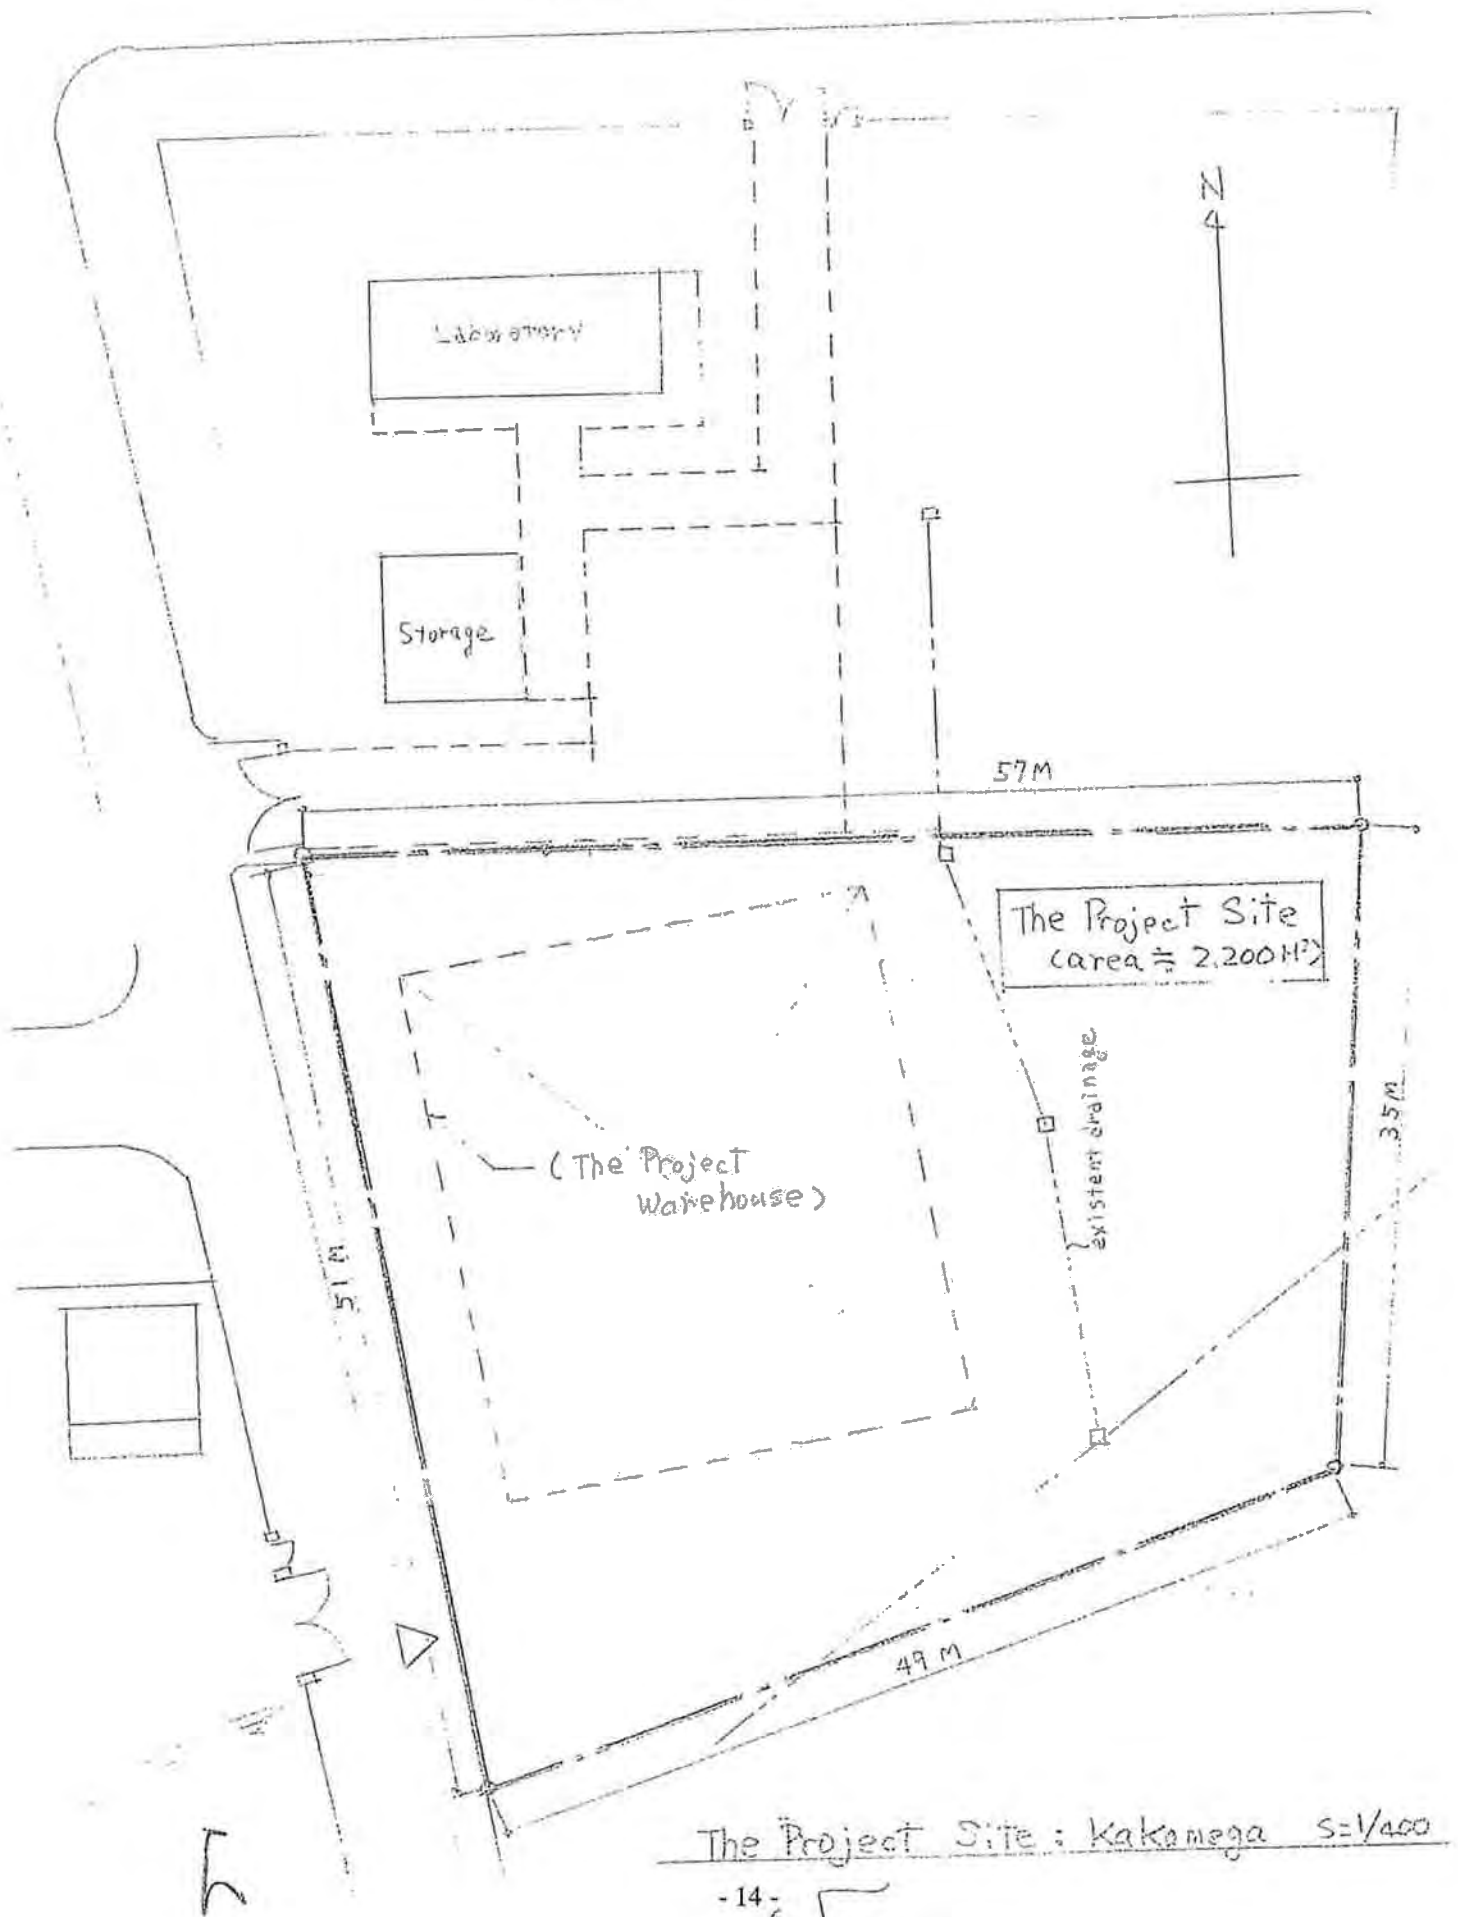 N
Laboratory
Storage
57M
The Project Site
(area ≒ 2,200M²)
existent drainage
35M
(The Project
Warehouse)
51M
49M
The Project Site : Kakamega S=1/400
- 14 -